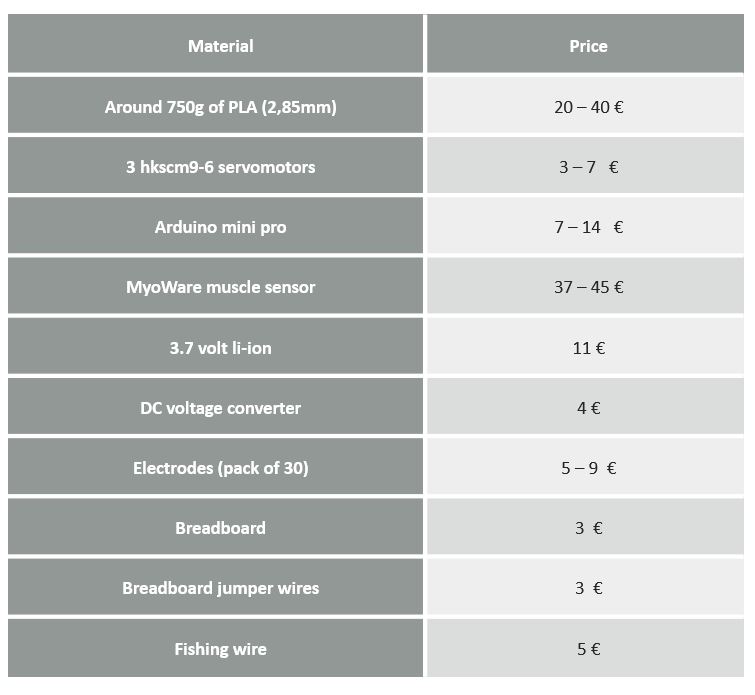 Material Price
Around 750g of PLA (2,85mm) 20 – 40 €
3 hkscm9-6 servomotors 3 – 7 €
Arduino mini pro 7 – 14 €
MyoWare muscle sensor 37 – 45 €
3.7 volt li-ion 11 €
DC voltage converter 4 €
Electrodes (pack of 30) 5 – 9 €
Breadboard 3 €
Breadboard jumper wires 3 €
Fishing wire 5 €